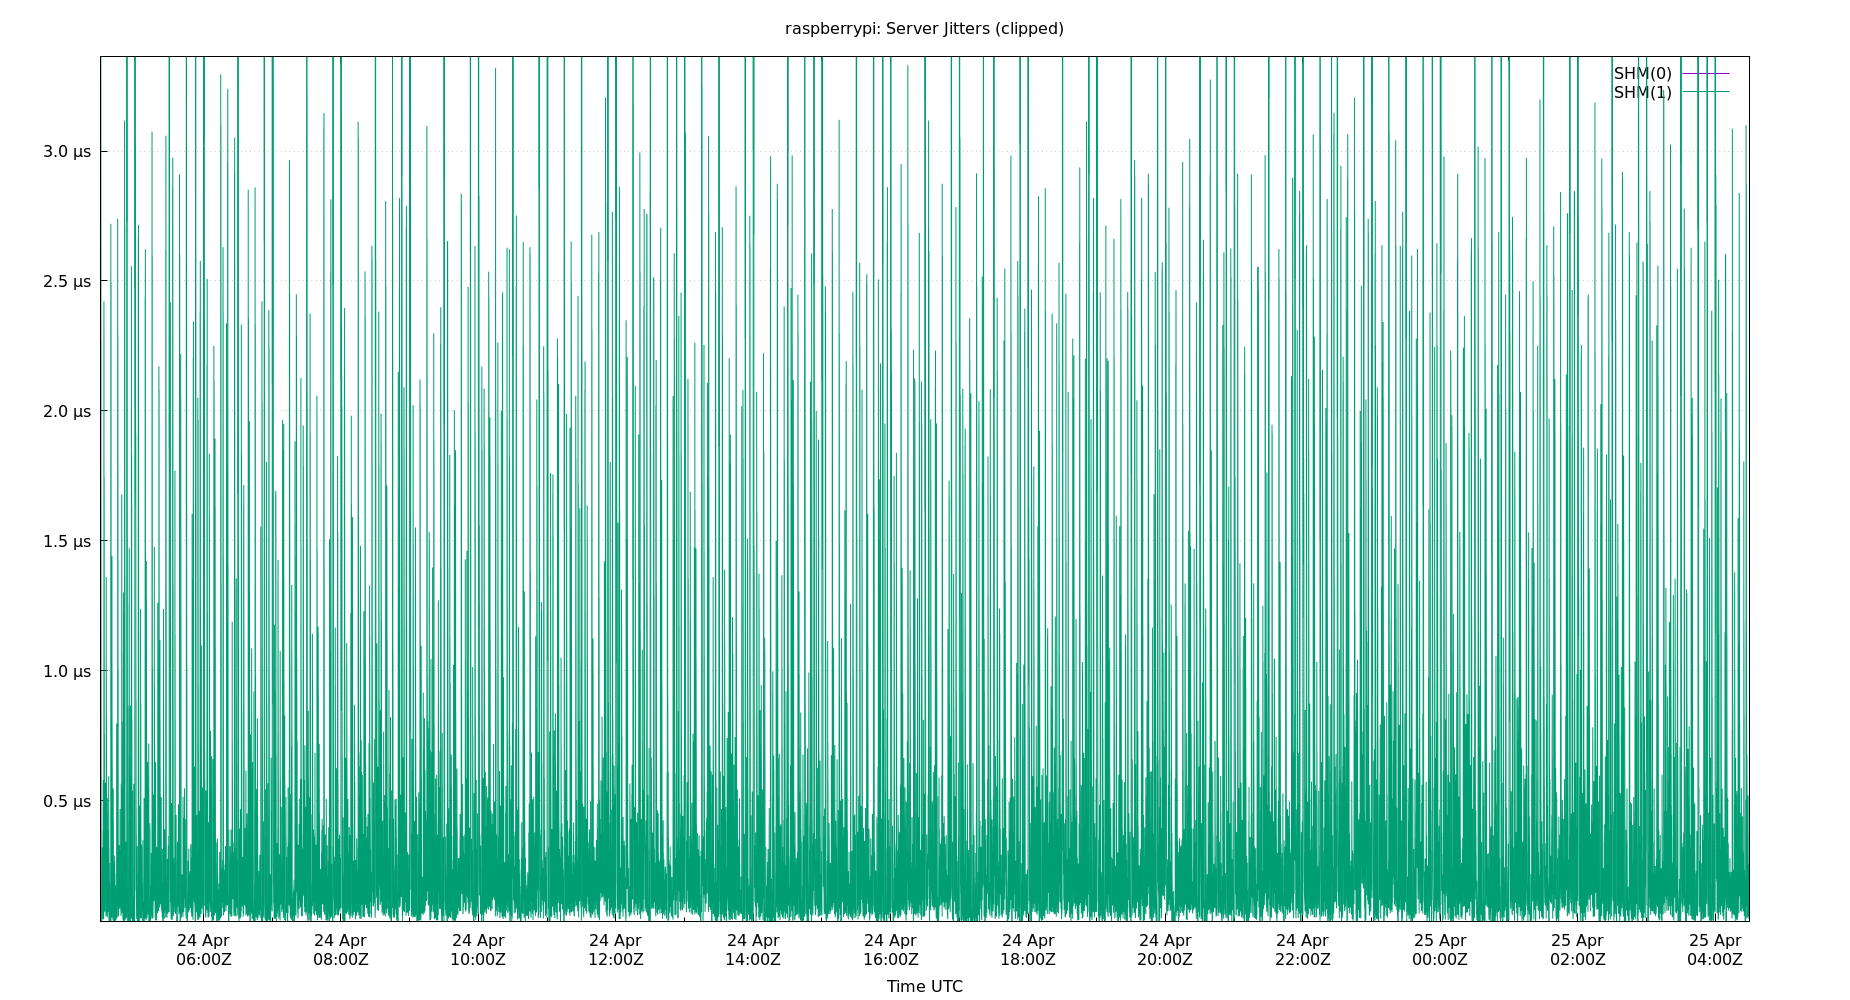 raspberrypi: Server Jitters (clipped)
SHM(0)
SHM(1)
3.0 μs
2.5 μs
2.0 μs
1.5 μs
1.0 μs
0.5 μs
24 Apr 24 Apr 24 Apr 24 Apr 24 Apr 24 Apr 24 Apr 24 Apr 24 Apr 25 Apr 25 Apr 25 Apr
06:00Z 08:00Z 10:00Z 12:00Z 14:00Z 16:00Z 18:00Z 20:00Z 22:00Z 00:00Z 02:00Z 04:00Z
Time UTC